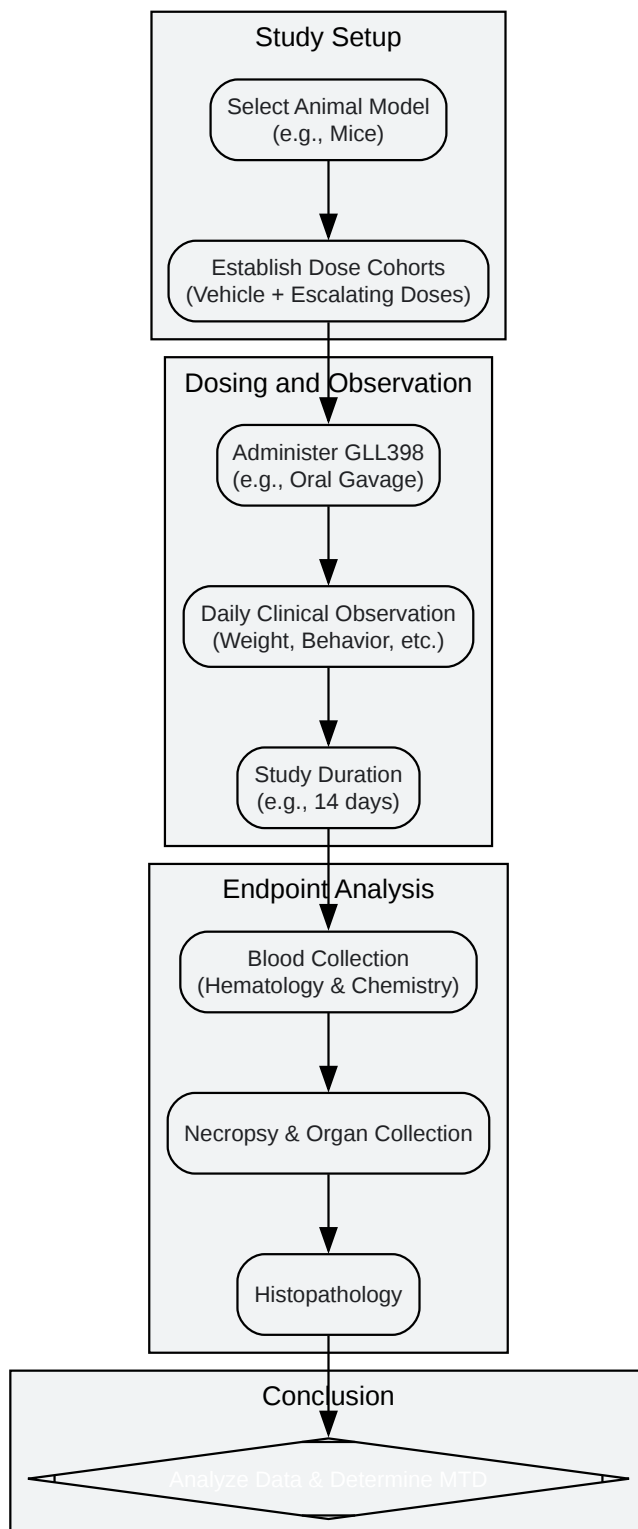 Study Setup
Select Animal Model
(e.g., Mice)
Establish Dose Cohorts
(Vehicle + Escalating Doses)
Dosing and Observation
Administer GLL398
(e.g., Oral Gavage)
Daily Clinical Observation
(Weight, Behavior, etc.)
Study Duration
(e.g., 14 days)
Endpoint Analysis
Blood Collection
(Hematology & Chemistry)
Necropsy & Organ Collection
Histopathology
Conclusion
Analyze Data & Determine MTD